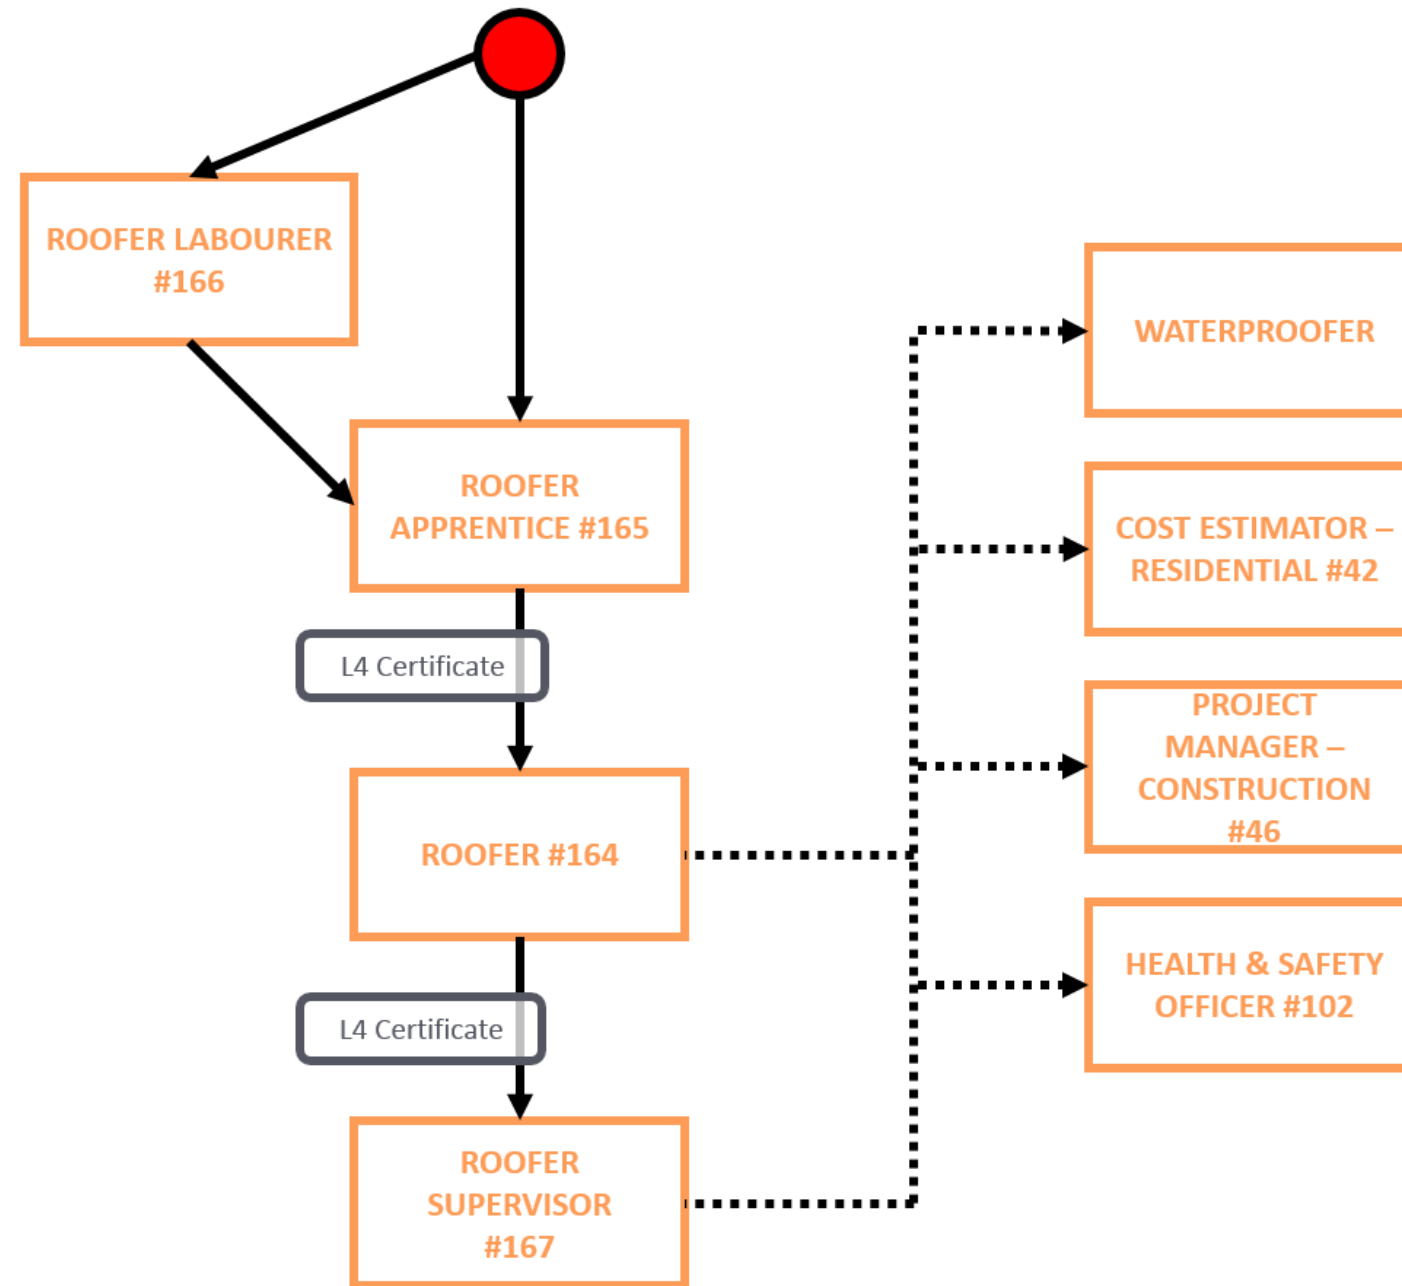 ROOFER LABOURER
#166
ROOFER
APPRENTICE #165
L4 Certificate
ROOFER #164
L4 Certificate
ROOFER
SUPERVISOR
#167
WATERPROOFER
COST ESTIMATOR –
RESIDENTIAL #42
PROJECT
MANAGER –
CONSTRUCTION
#46
HEALTH & SAFETY
OFFICER #102